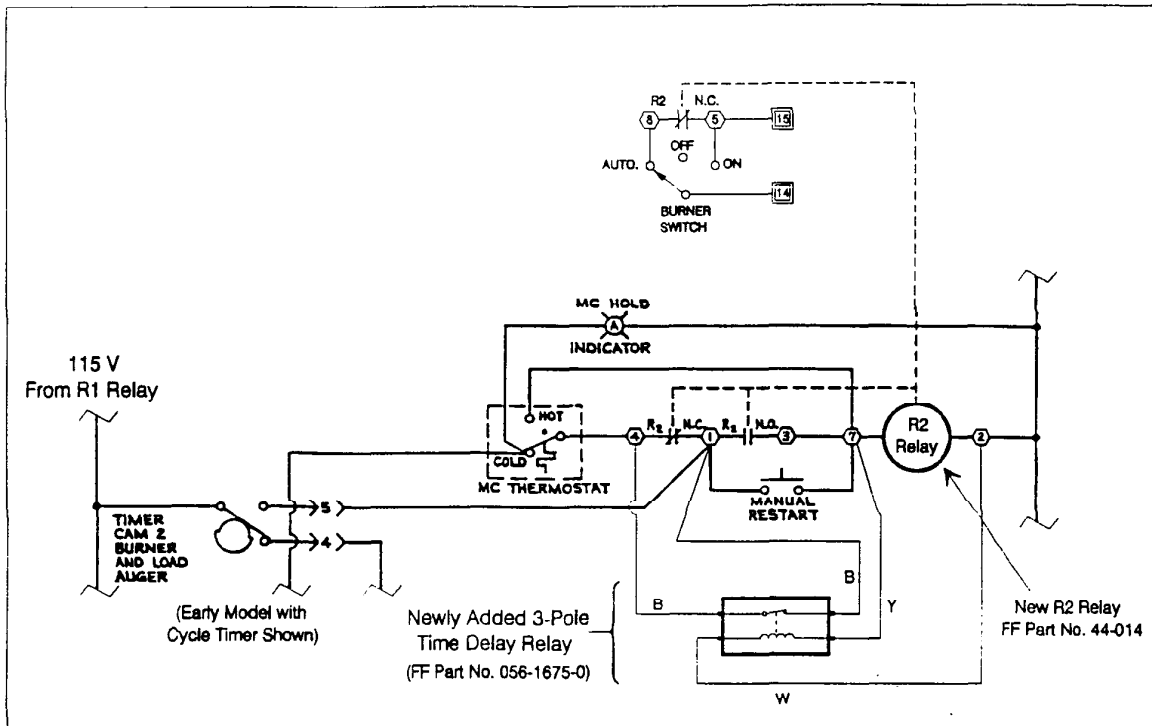 R2 N.C.
8 5 15
OFF
AUTO. ON
14
BURNER
SWITCH
MC HOLD
A
INDICATOR
115 V
From R1 Relay
HOT
COLD
MC THERMOSTAT
4 R2 N.C. 1 R2 N.O. 3 7
R2
Relay
2
MANUAL
RESTART
5
4
TIMER
CAM 2
BURNER
AND LOAD
AUGER
(Early Model with
Cycle Timer Shown)
Newly Added 3-Pole
Time Delay Relay
(FF Part No. 056-1675-0)
B
B
Y
W
New R2 Relay
FF Part No. 44-014